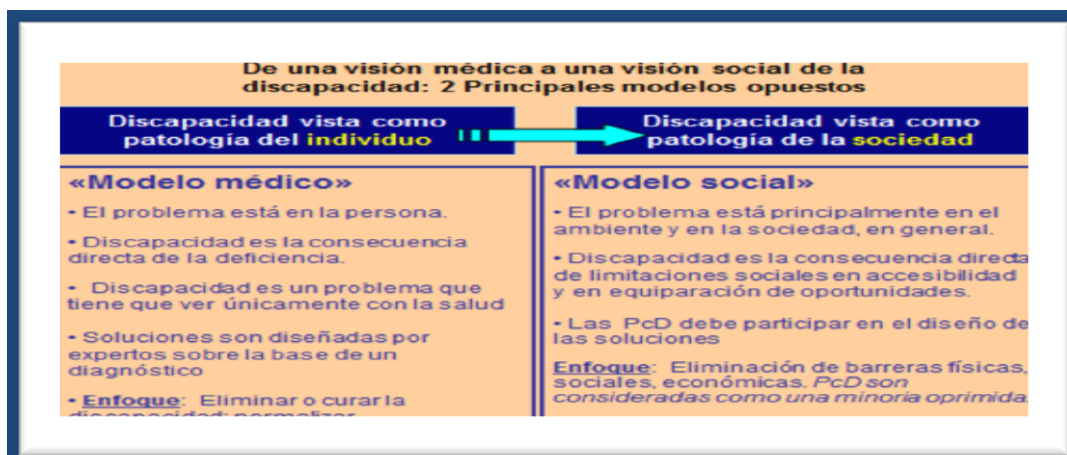 De una visión médica a una visión social de la
discapacidad: 2 Principales modelos opuestos
Discapacidad vista como
patología del individuo
Discapacidad vista como
patología de la sociedad
«Modelo médico»
• El problema está en la persona.
• Discapacidad es la consecuencia
directa de la deficiencia.
• Discapacidad es un problema que
tiene que ver únicamente con la salud
• Soluciones son diseñadas por
expertos sobre la base de un
diagnóstico
• Enfoque: Eliminar o curar la
discapacidad: normalizar
«Modelo social»
• El problema está principalmente en el
ambiente y en la sociedad, en general.
• Discapacidad es la consecuencia directa
de limitaciones sociales en accesibilidad
y en equiparación de oportunidades.
• Las PcD debe participar en el diseño de
las soluciones
Enfoque: Eliminación de barreras físicas,
sociales, económicas. PcD son
consideradas como una minoria oprimida